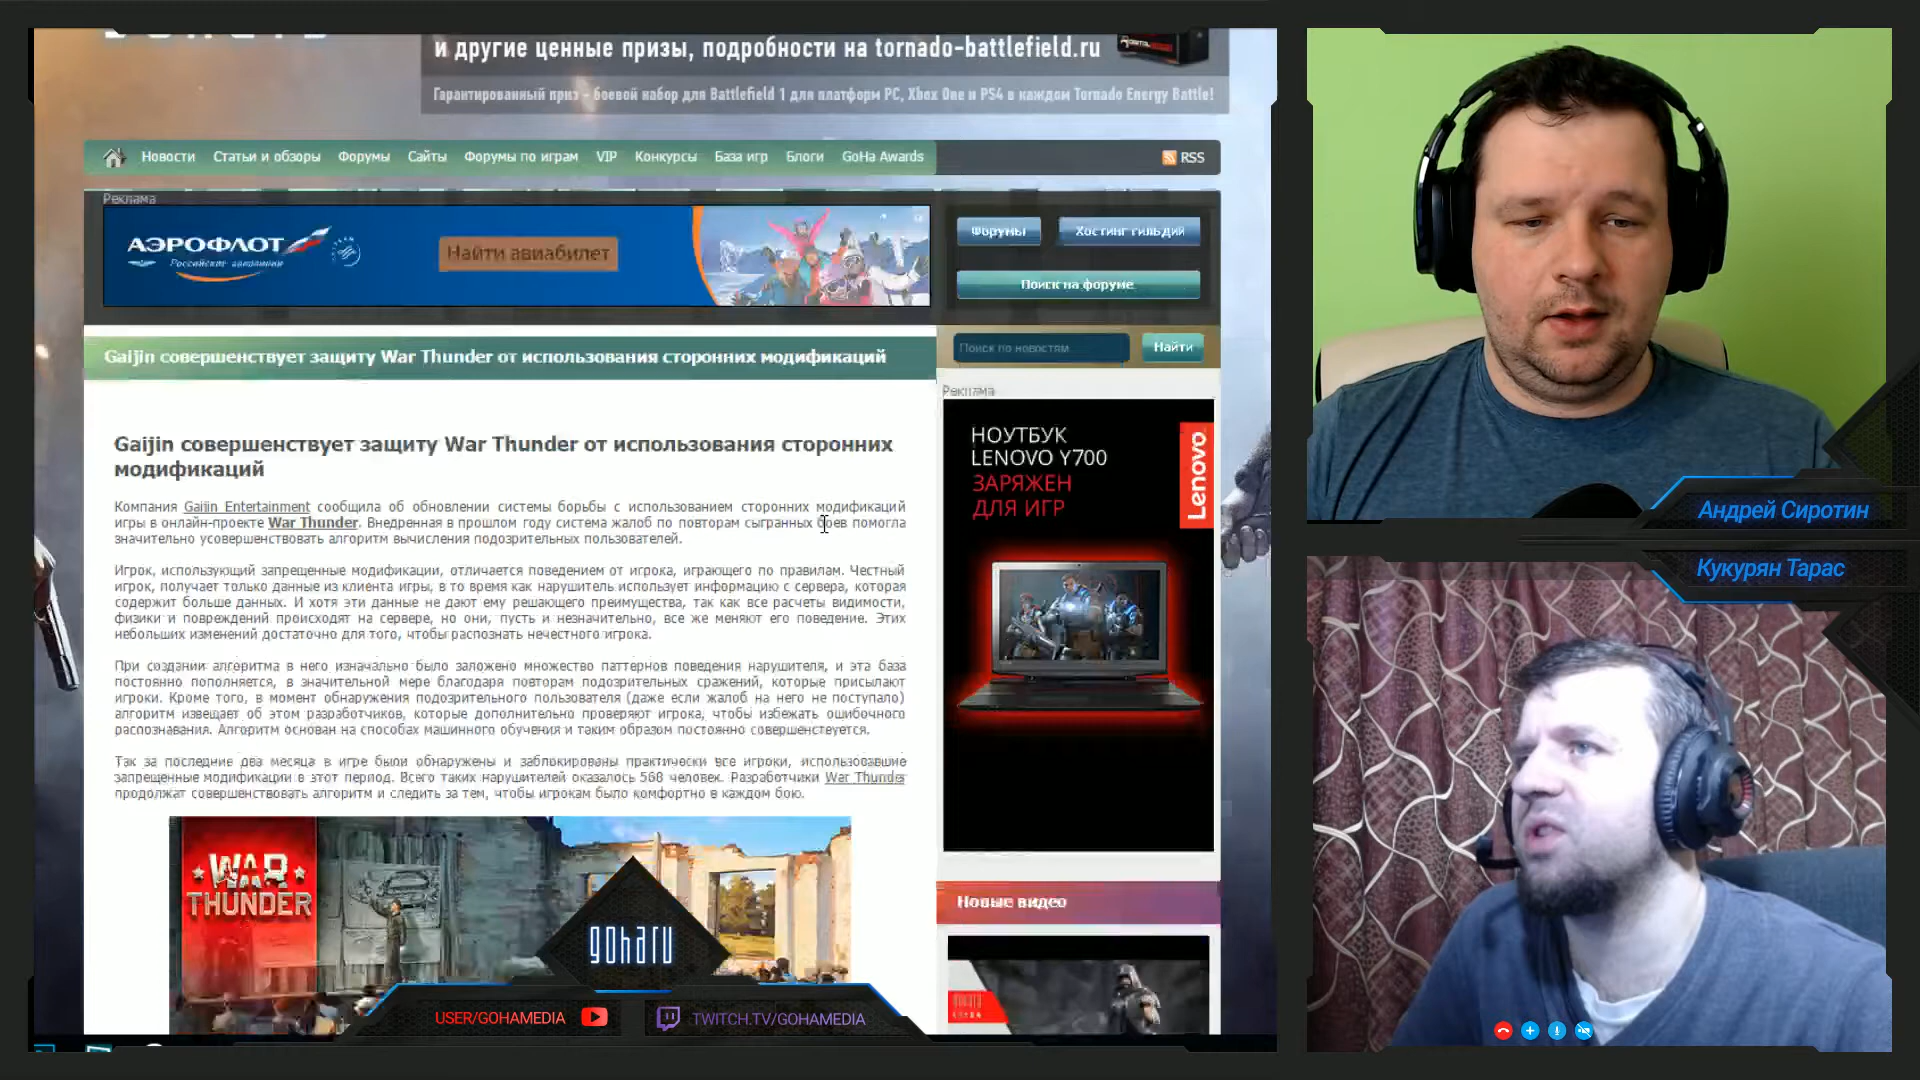 и другие ценные призы, подробности на tornado-battlefield.ru
Гарантированный приз - боевой набор для Battlefield 1 для платформ PC, Xbox One и PS4 в каждом Tornado Energy Battle!
Новости Статьи и обзоры Форумы Сайты Форумы по играм VIP Конкурсы База игр Блоги GoHa Awards RSS
Реклама
АЭРОФЛОТ
Российские авиалинии
Найти авиабилет
Форумы Хостинг гильдий
Поиск на форуме
Gaijin совершенствует защиту War Thunder от использования сторонних модификаций
Поиск по новостям Найти
Gaijin совершенствует защиту War Thunder от использования сторонних
модификаций
Компания Gaijin Entertainment сообщила об обновлении системы борьбы с использованием сторонних модификаций
игры в онлайн-проекте War Thunder. Внедренная в прошлом году система жалоб по повторам сыгранных боев помогла
значительно усовершенствовать алгоритм вычисления подозрительных пользователей.
Игрок, использующий запрещенные модификации, отличается поведением от игрока, играющего по правилам. Честный
игрок, получает только данные из клиента игры, в то время как нарушитель использует информацию с сервера, которая
содержит больше данных. И хотя эти данные не дают ему решающего преимущества, так как все расчеты видимости,
физики и повреждений происходят на сервере, но они, пусть и незначительно, все же меняют его поведение. Этих
небольших изменений достаточно для того, чтобы распознать нечестного игрока.
При создании алгоритма в него изначально было заложено множество паттернов поведения нарушителя, и эта база
постоянно пополняется, в значительной мере благодаря повторам подозрительных сражений, которые присылают
игроки. Кроме того, в момент обнаружения подозрительного пользователя (даже если жалоб на него не поступало)
алгоритм извещает об этом разработчиков, которые дополнительно проверяют игрока, чтобы избежать ошибочного
распознавания. Алгоритм основан на способах машинного обучения и таким образом постоянно совершенствуется.
Так за последние два месяца в игре были обнаружены и заблокированы практически все игроки, использовавшие
запрещенные модификации в этот период. Всего таких нарушителей оказалось 568 человек. Разработчики War Thunder
продолжат совершенствовать алгоритм и следить за тем, чтобы игрокам было комфортно в каждом бою.
WAR
THUNDER
Реклама
НОУТБУК
LENOVO Y700
ЗАРЯЖЕН
ДЛЯ ИГР
Lenovo
Новые видео
goharu
USER/GOHAMEDIA
TWITCH.TV/GOHAMEDIA
Андрей Сиротин
Кукурян Тарас